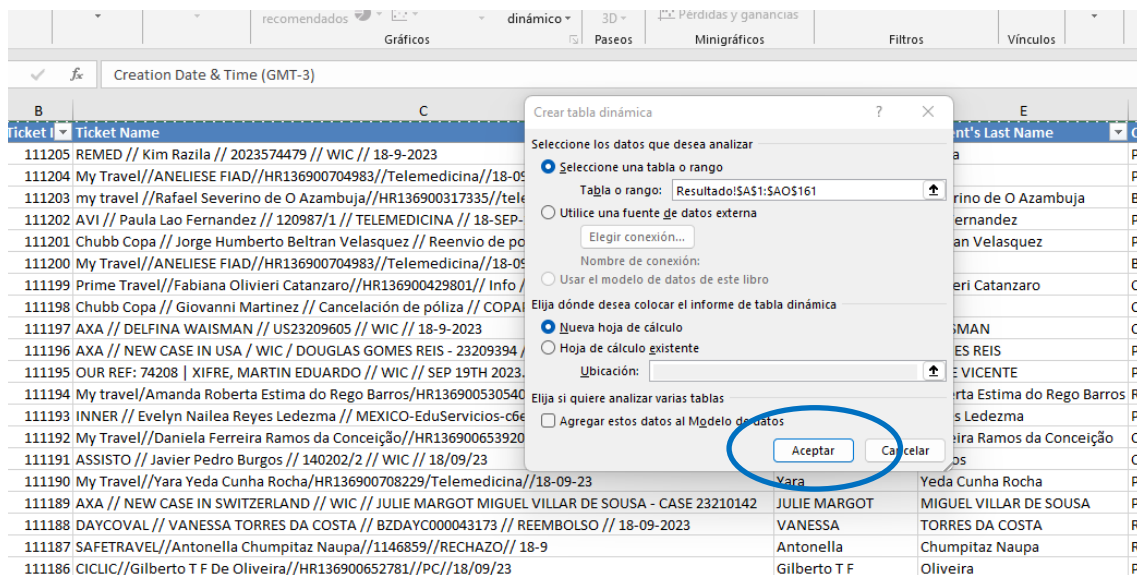 recomendados
dinámico
3D
Pérdidas y ganancias
Gráficos
Paseos
Minigráficos
Filtros
Vínculos
fx Creation Date & Time (GMT-3)
B C E
Ticket I Ticket Name ent's Last Name
111205 REMED // Kim Razila // 2023574479 // WIC // 18-9-2023
111204 My Travel//ANELIESE FIAD//HR136900704983//Telemedicina//18-09
111203 my travel //Rafael Severino de O Azambuja//HR136900317335//tele rino de O Azambuja
111202 AVI // Paula Lao Fernandez // 120987/1 // TELEMEDICINA // 18-SEP- ernandez
111201 Chubb Copa // Jorge Humberto Beltran Velasquez // Reenvio de po an Velasquez
111200 My Travel//ANELIESE FIAD//HR136900704983//Telemedicina//18-09
111199 Prime Travel//Fabiana Olivieri Catanzaro//HR136900429801// Info / eri Catanzaro
111198 Chubb Copa // Giovanni Martinez // Cancelación de póliza // COPA
111197 AXA // DELFINA WAISMAN // US23209605 // WIC // 18-9-2023 SMAN
111196 AXA // NEW CASE IN USA / WIC / DOUGLAS GOMES REIS - 23209394 / ES REIS
111195 OUR REF: 74208 | XIFRE, MARTIN EDUARDO // WIC // SEP 19TH 2023. E VICENTE
111194 My travel/Amanda Roberta Estima do Rego Barros/HR13690053054 rta Estima do Rego Barros
111193 INNER // Evelyn Nailea Reyes Ledezma // MEXICO-EduServicios-c6e s Ledezma
111192 My Travel//Daniela Ferreira Ramos da Conceição//HR136900653920 eira Ramos da Conceição
111191 ASSISTO // Javier Pedro Burgos // 140202/2 // WIC // 18/09/23 os
111190 My Travel//Yara Yeda Cunha Rocha/HR136900708229/Telemedicina//18-09-23 Yara Yeda Cunha Rocha
111189 AXA // NEW CASE IN SWITZERLAND // WIC // JULIE MARGOT MIGUEL VILLAR DE SOUSA - CASE 23210142 JULIE MARGOT MIGUEL VILLAR DE SOUSA
111188 DAYCOVAL // VANESSA TORRES DA COSTA // BZDAYC000043173 // REEMBOLSO // 18-09-2023 VANESSA TORRES DA COSTA
111187 SAFETRAVEL//Antonella Chumpitaz Naupa//1146859//RECHAZO// 18-9 Antonella Chumpitaz Naupa
111186 CICLIC//Gilberto T F De Oliveira//HR136900652781//PC//18/09/23 Gilberto T F Oliveira
Crear tabla dinámica ?
Seleccione los datos que desea analizar
Seleccione una tabla o rango
Tabla o rango: Resultado!$A$1:$AO$161
Utilice una fuente de datos externa
Elegir conexión...
Nombre de conexión:
Usar el modelo de datos de este libro
Elija dónde desea colocar el informe de tabla dinámica
Nueva hoja de cálculo
Hoja de cálculo existente
Ubicación:
Elija si quiere analizar varias tablas
Agregar estos datos al Modelo de datos
Aceptar Cancelar